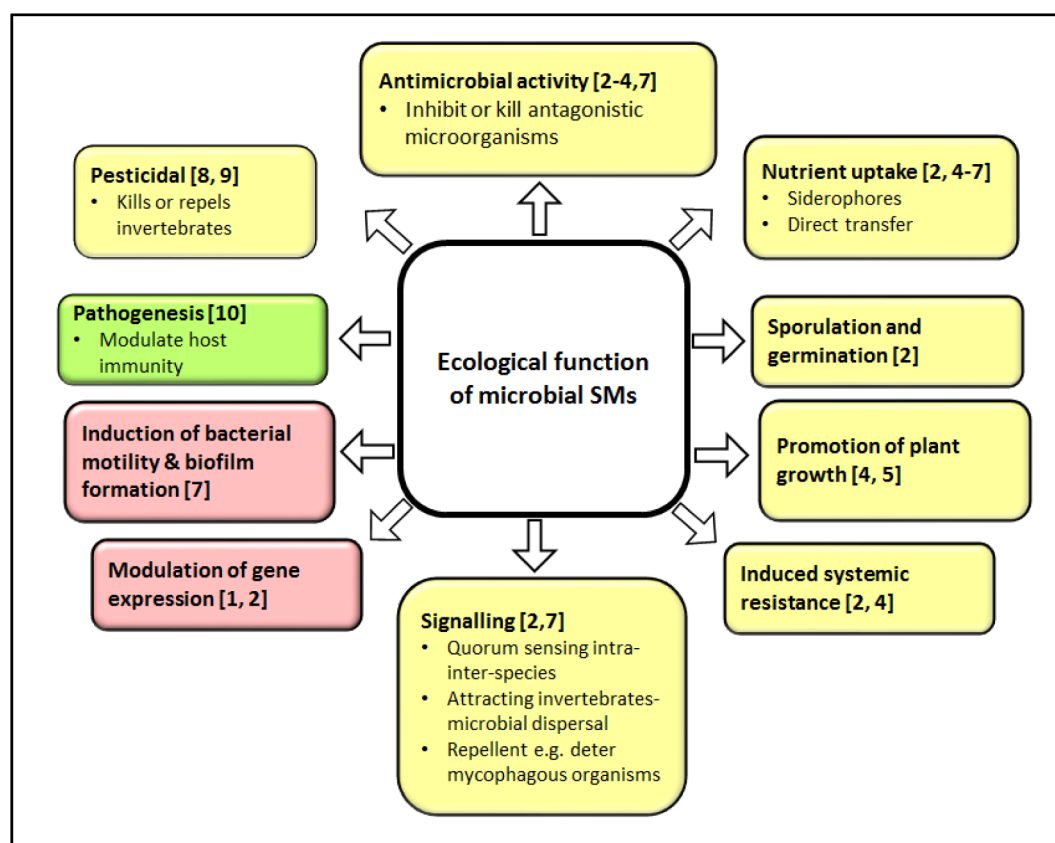 Antimicrobial activity [2-4,7]
• Inhibit or kill antagonistic
microorganisms
Pesticidal [8, 9]
• Kills or repels
invertebrates
Nutrient uptake [2, 4-7]
• Siderophores
• Direct transfer
Pathogenesis [10]
• Modulate host
immunity
Ecological function
of microbial SMs
Sporulation and
germination [2]
Induction of bacterial
motility & biofilm
formation [7]
Promotion of plant
growth [4, 5]
Modulation of gene
expression [1, 2]
Induced systemic
resistance [2, 4]
Signalling [2,7]
• Quorum sensing intra-
inter-species
• Attracting invertebrates-
microbial dispersal
• Repellent e.g. deter
mycophagous organisms